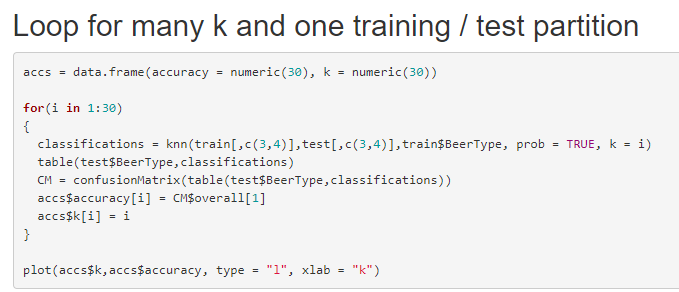 Loop for many k and one training / test partition
accs = data.frame(accuracy = numeric(30), k = numeric(30))
for(i in 1:30)
{
  classifications = knn(train[,c(3,4)],test[,c(3,4)],train$BeerType, prob = TRUE, k = i)
  table(test$BeerType,classifications)
  CM = confusionMatrix(table(test$BeerType,classifications))
  accs$accuracy[i] = CM$overall[1]
  accs$k[i] = i
}
plot(accs$k,accs$accuracy, type = "l", xlab = "k")